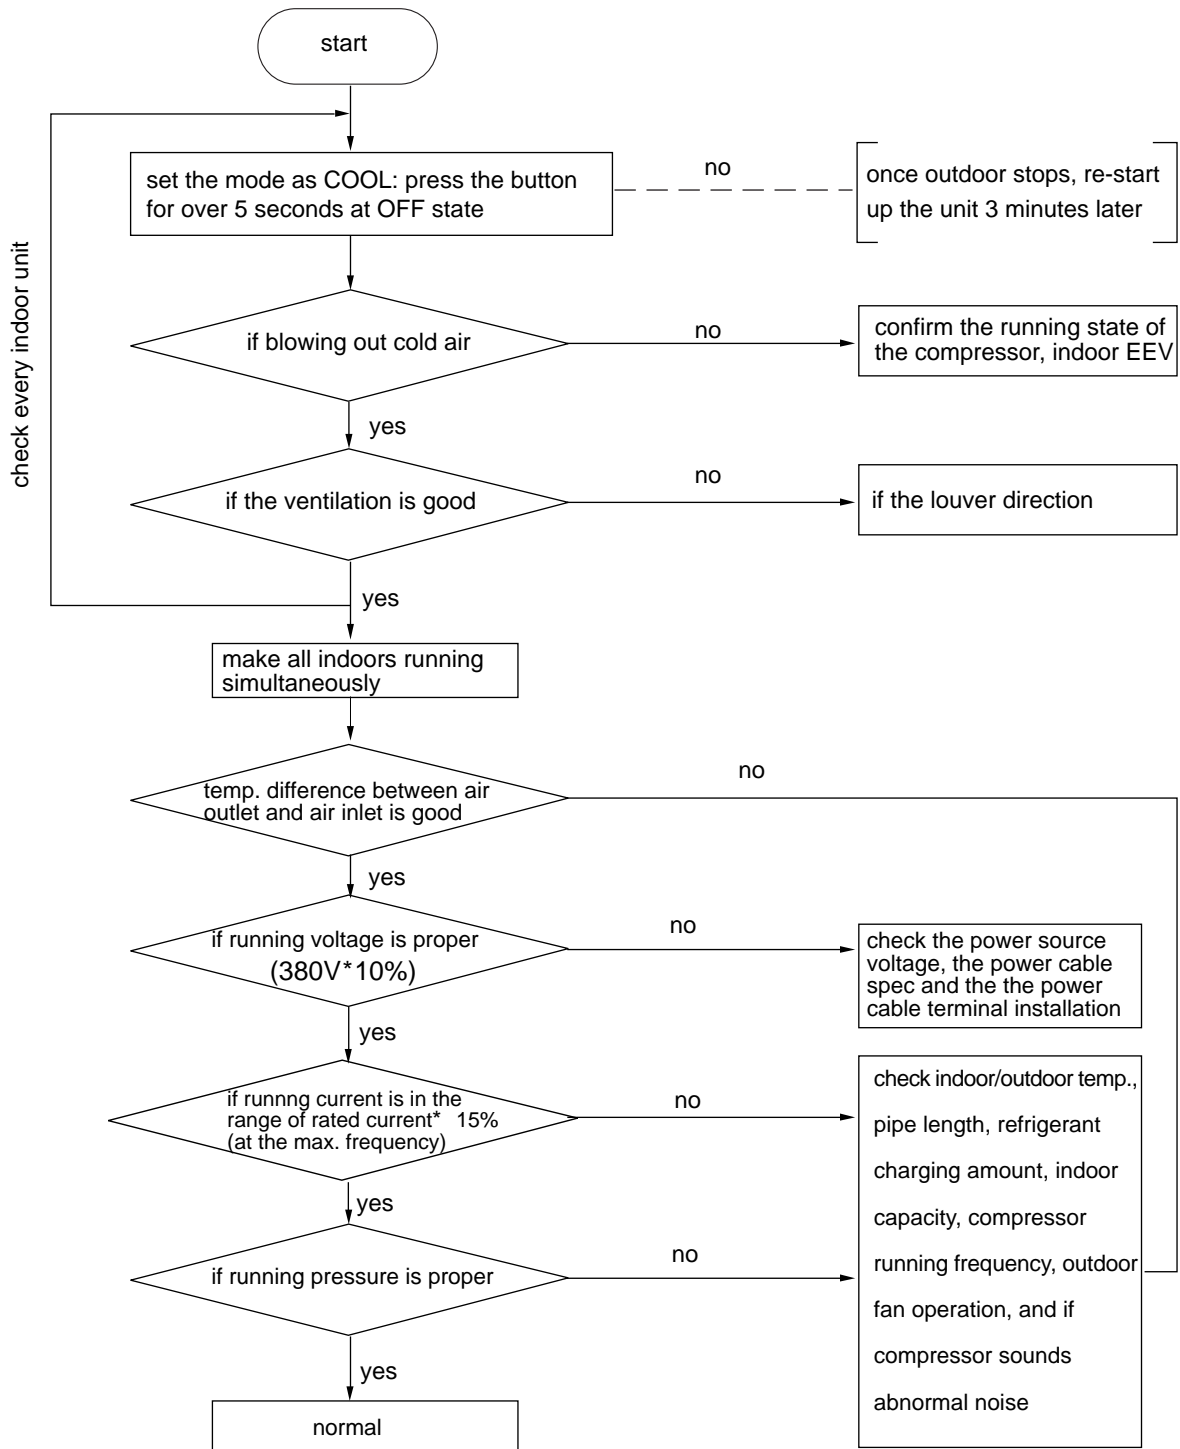 start
set the mode as COOL: press the button
for over 5 seconds at OFF state
no
once outdoor stops, re-start
up the unit 3 minutes later
check every indoor unit
if blowing out cold air
no
confirm the running state of
the compressor, indoor EEV
yes
if the ventilation is good
no
if the louver direction
yes
make all indoors running
simultaneously
temp. difference between air
outlet and air inlet is good
no
yes
if running voltage is proper
(380V*10%)
no
check the power source
voltage, the power cable
spec and the the power
cable terminal installation
yes
if runnng current is in the
range of rated current* 15%
(at the max. frequency)
no
check indoor/outdoor temp.,
pipe length, refrigerant
charging amount, indoor
capacity, compressor
running frequency, outdoor
fan operation, and if
compressor sounds
abnormal noise
yes
if running pressure is proper
no
yes
normal